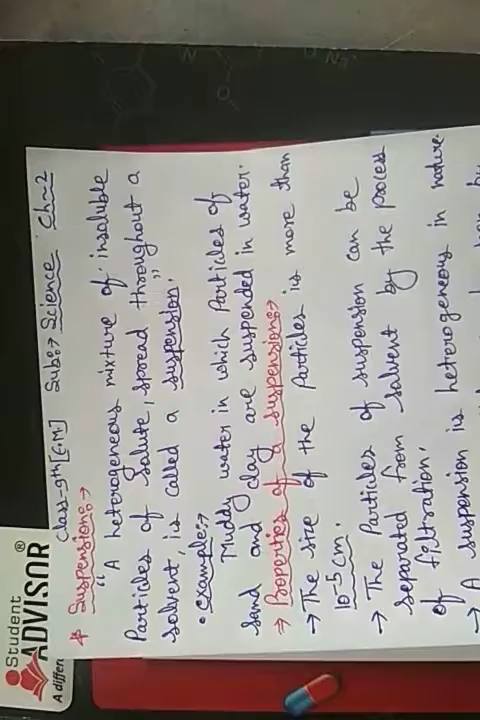 Student
ADVISOR®
A differ
class-9th [G.M.] Sub:→ Science Ch-2
* Suspension:→
"A heterogeneous mixture of insoluble
Particles of salute, spread throughout a
solvent, is called a suspension."
• example:→
Muddy water in which Particles of
sand and clay are suspended in water.
→ Properties of a suspension:→
→ The size of the Particles is more than
10-5 cm.
→ The Particles of suspension can be
separated from solvent by the process
of filtration.
→ A suspension is heterogeneous in nature.